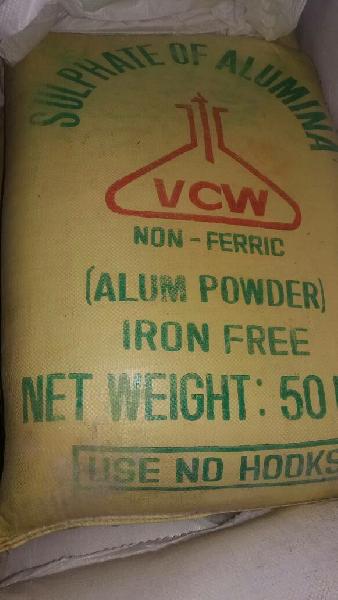 SULPHATE OF ALUMINA
VCW
NON - FERRIC
(ALUM POWDER)
IRON FREE
NET WEIGHT: 50
USE NO HOOKS